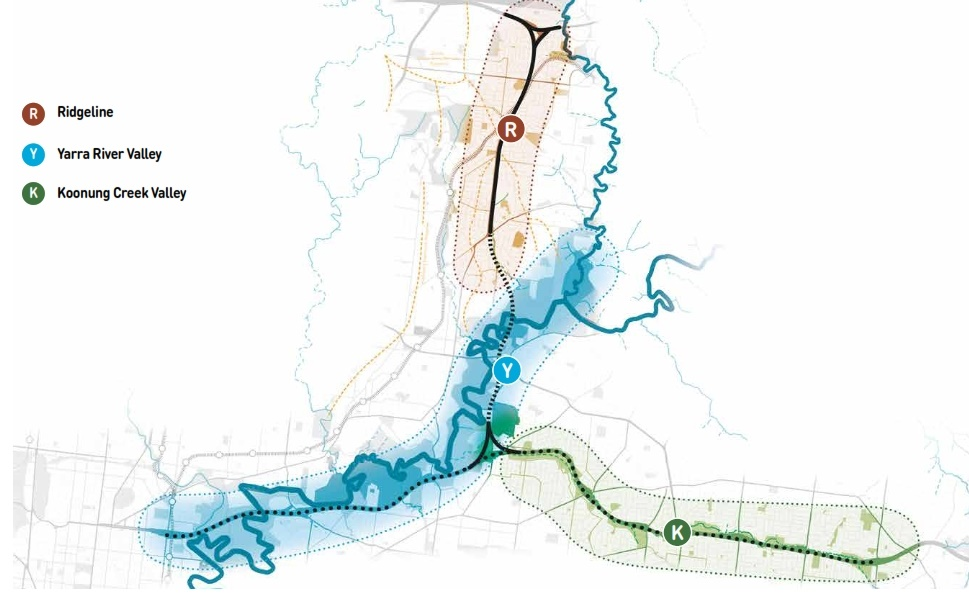 R Ridgeline
Y Yarra River Valley
K Koonung Creek Valley
R
Y
K